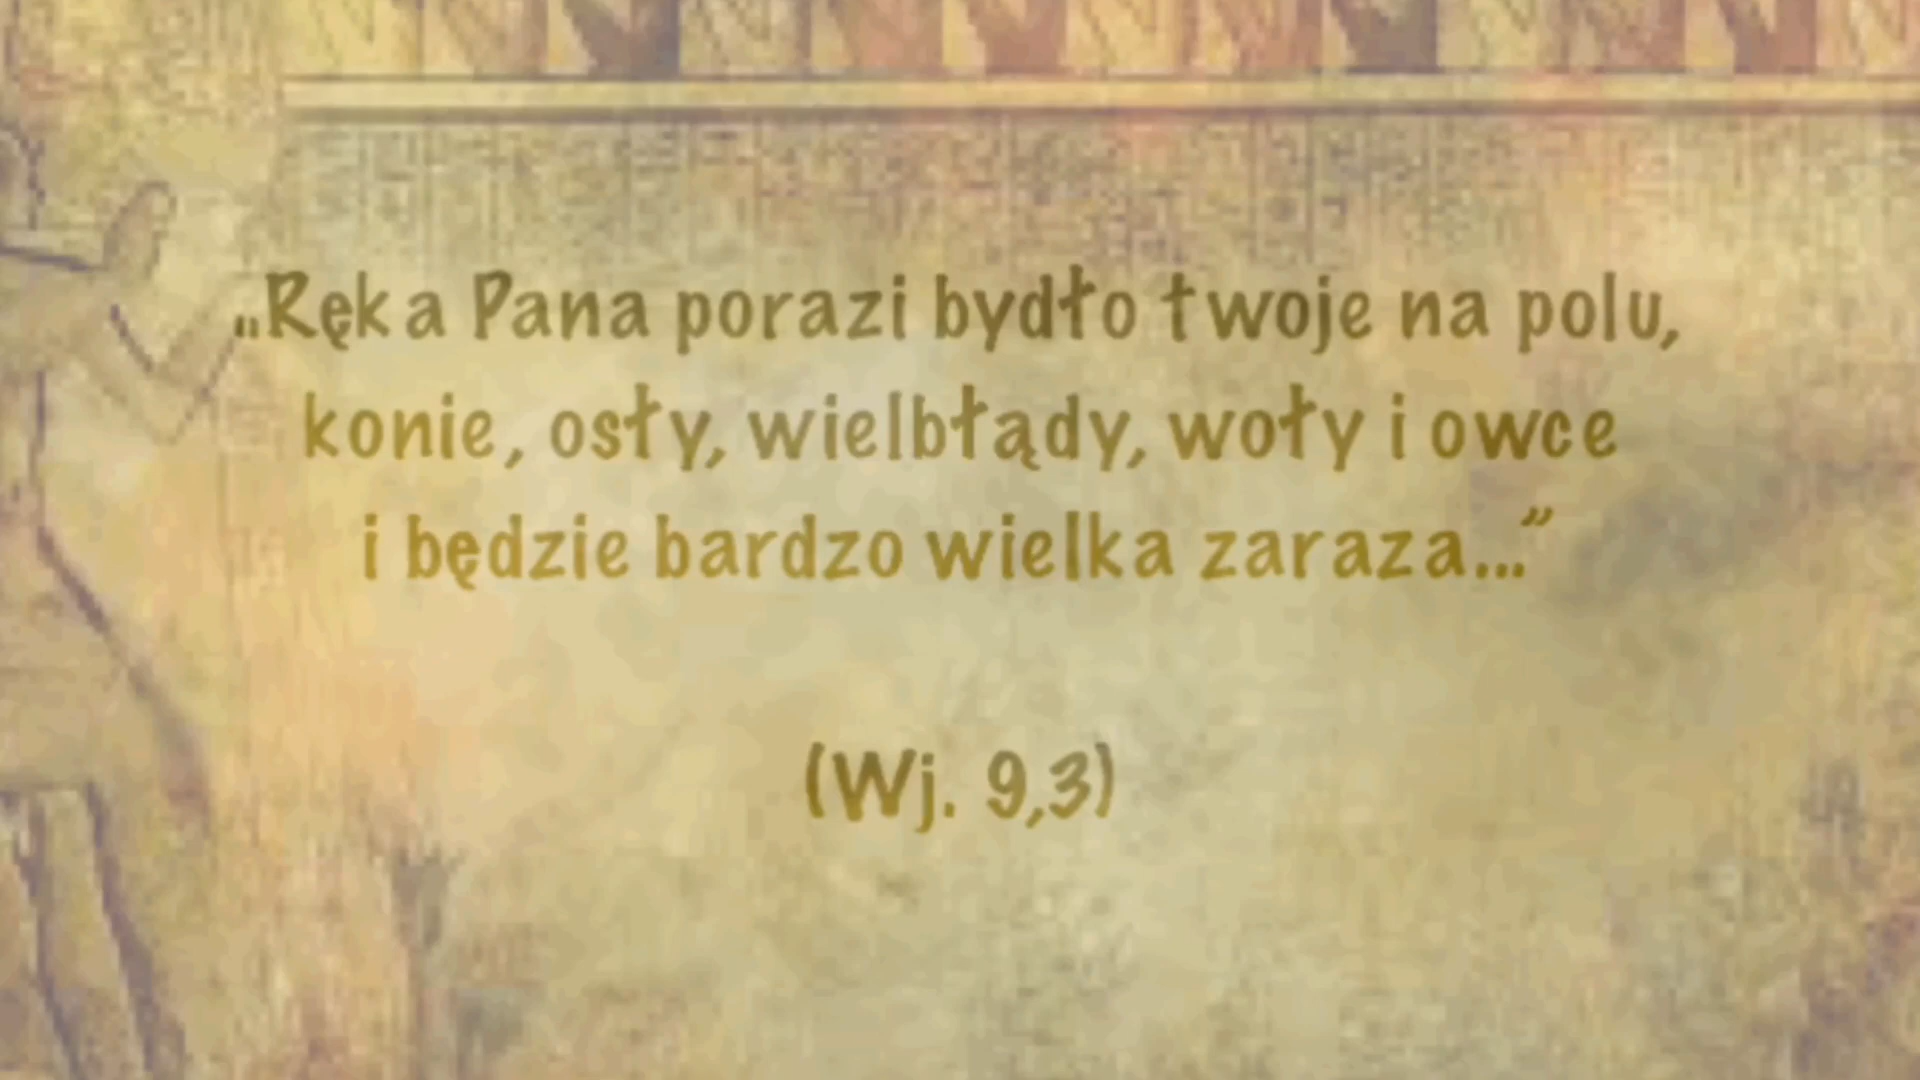 „Ręka Pana porazi bydło twoje na polu,
konie, osły, wielbłądy, woły i owce
i będzie bardzo wielka zaraza...”
(Wj. 9,3)